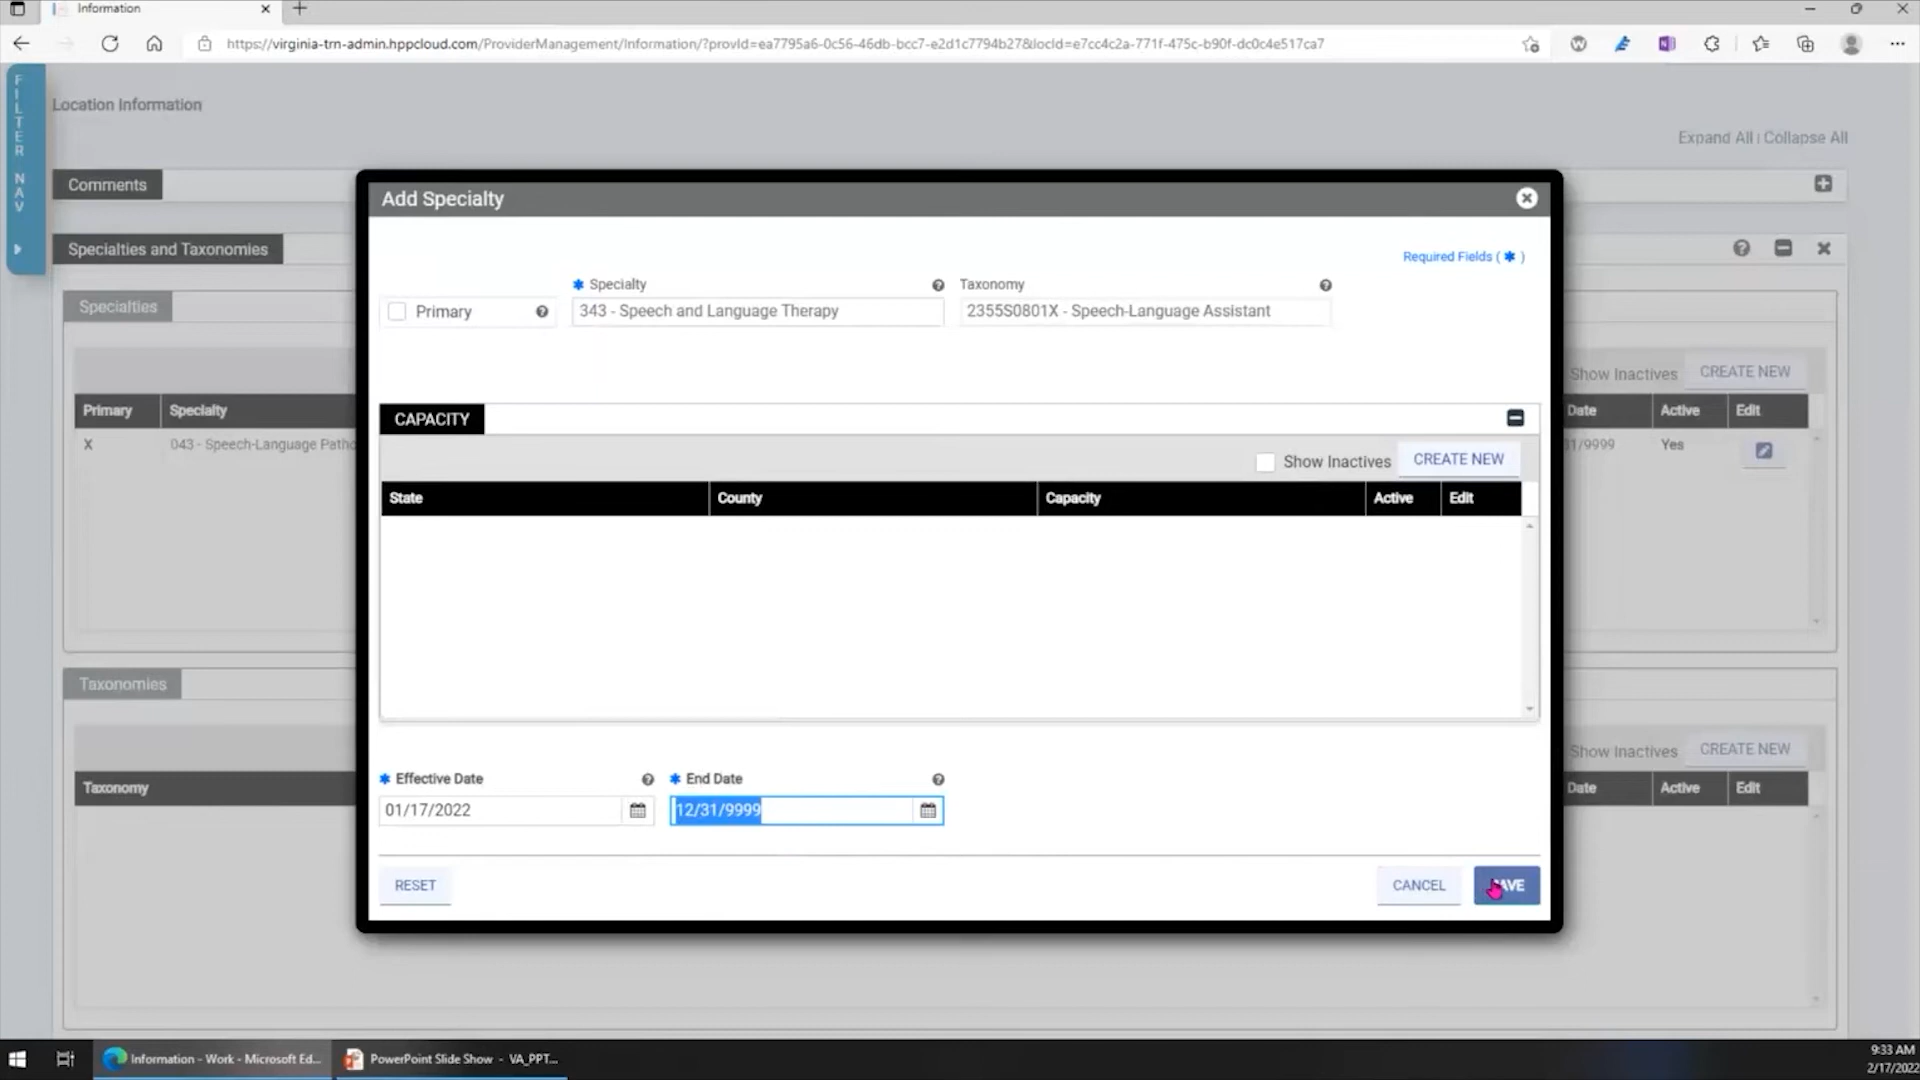 Information
https://virginia-trn-admin.hppcloud.com/ProviderManagement/Information/?provId=ea7795a6-0c56-46db-bcc7-e2d1c7794b27&locId=e7cc4c2a-771f-475c-b90f-dc0c4e517ca7
FILTER NAV
Location Information
Expand All | Collapse All
Comments
Specialties and Taxonomies
Specialties
Show Inactives CREATE NEW
Primary Specialty Date Active Edit
X 043 - Speech-Language Patho 31/9999 Yes
Taxonomies
Show Inactives CREATE NEW
Taxonomy Date Active Edit
Add Specialty
Required Fields ( * )
Primary
* Specialty
343 - Speech and Language Therapy
Taxonomy
2355S0801X - Speech-Language Assistant
CAPACITY
Show Inactives CREATE NEW
State County Capacity Active Edit
* Effective Date * End Date
01/17/2022 12/31/9999
RESET CANCEL AVE
Information - Work - Microsoft Ed...
PowerPoint Slide Show - VA_PPT...
9:33 AM
2/17/2022